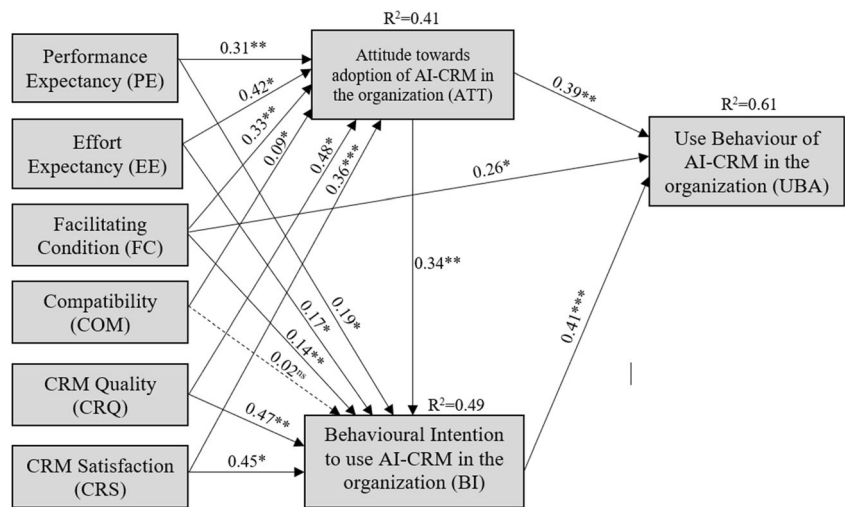 R²=0.41
Performance
Expectancy (PE)
0.31**
Attitude towards
adoption of AI-CRM in
the organization (ATT)
0.42*
0.39**
R²=0.61
Effort
Expectancy (EE)
0.33**
0.09*
0.48*
0.36***
Use Behaviour of
AI-CRM in the
organization (UBA)
0.26*
Facilitating
Condition (FC)
0.34**
Compatibility
(COM)
0.19*
0.17*
0.14**
0.02ⁿˢ
0.41***
CRM Quality
(CRQ)
0.47**
R²=0.49
Behavioural Intention
to use AI-CRM in the
organization (BI)
CRM Satisfaction
(CRS)
0.45*